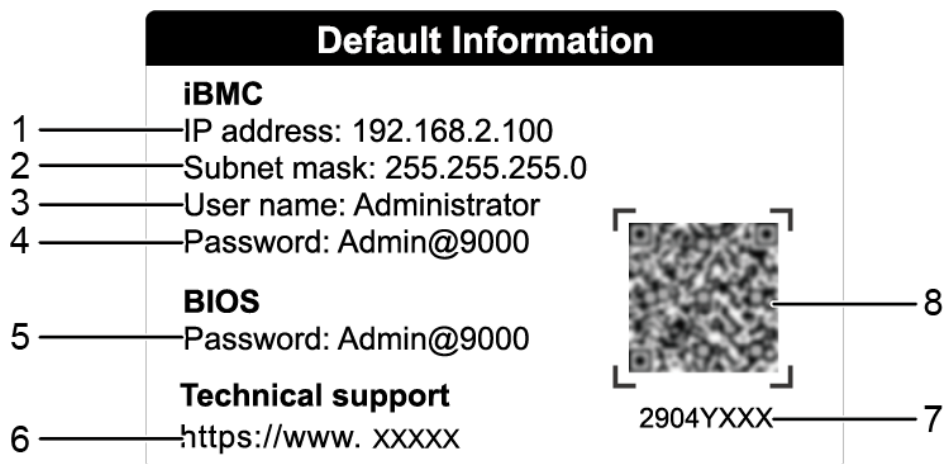 Default Information
iBMC
1 IP address: 192.168.2.100
2 Subnet mask: 255.255.255.0
3 User name: Administrator
4 Password: Admin@9000
BIOS
8
5 Password: Admin@9000
Technical support
2904YXXX 7
6 https://www. XXXXX